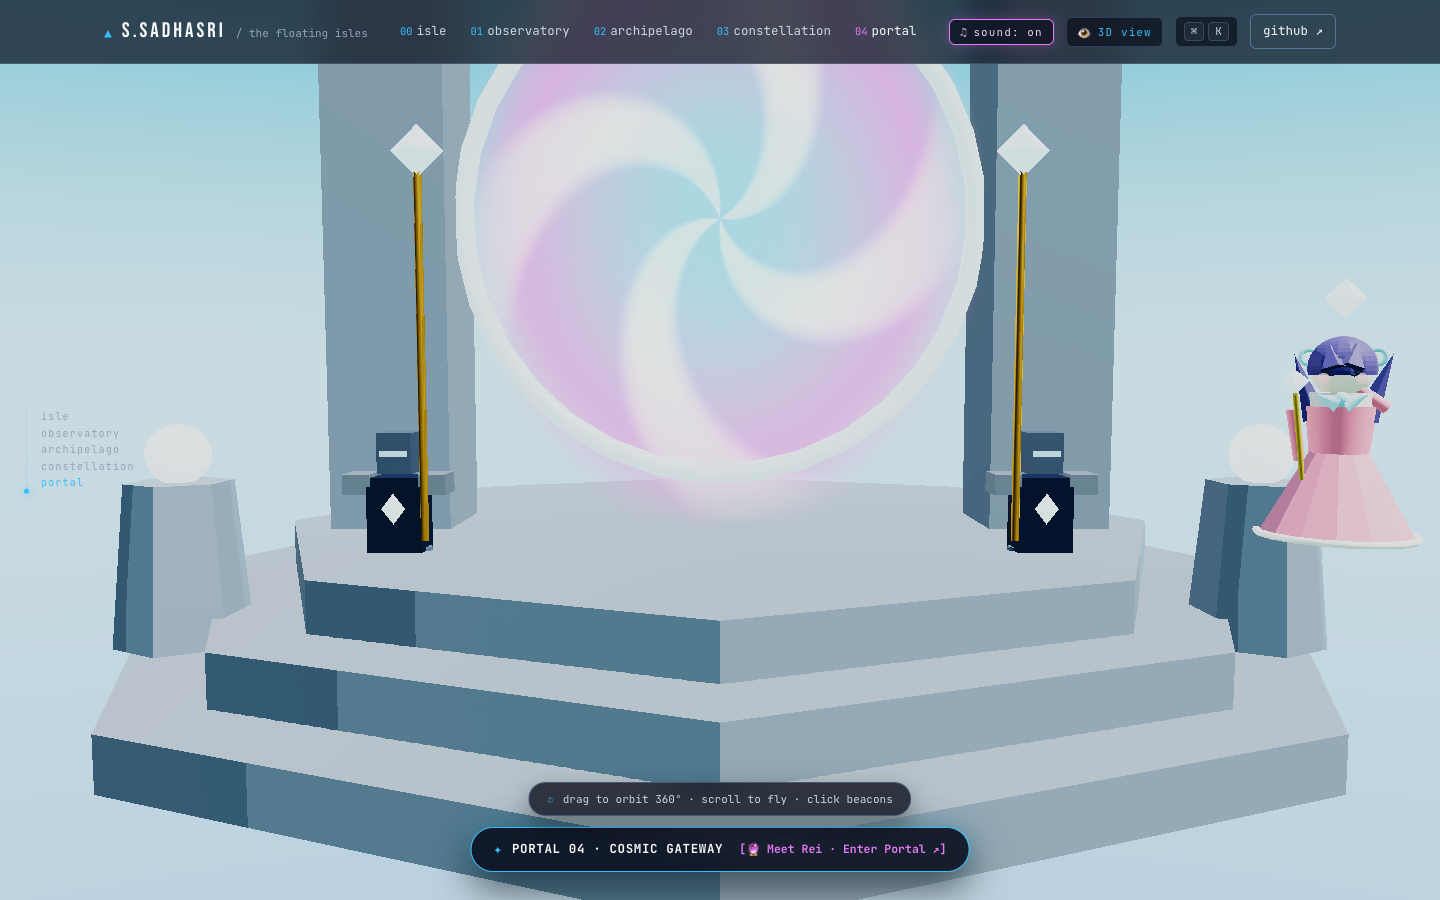 ▲ S.SADHASRI / the floating isles 00 isle 01 observatory 02 archipelago 03 constellation 04 portal ♫ sound: on 👁 3D view ⌘ K github ↗
isle
observatory
archipelago
constellation
portal
drag to orbit 360° · scroll to fly · click beacons
✦ PORTAL 04 · COSMIC GATEWAY [🔮 Meet Rei · Enter Portal ↗]